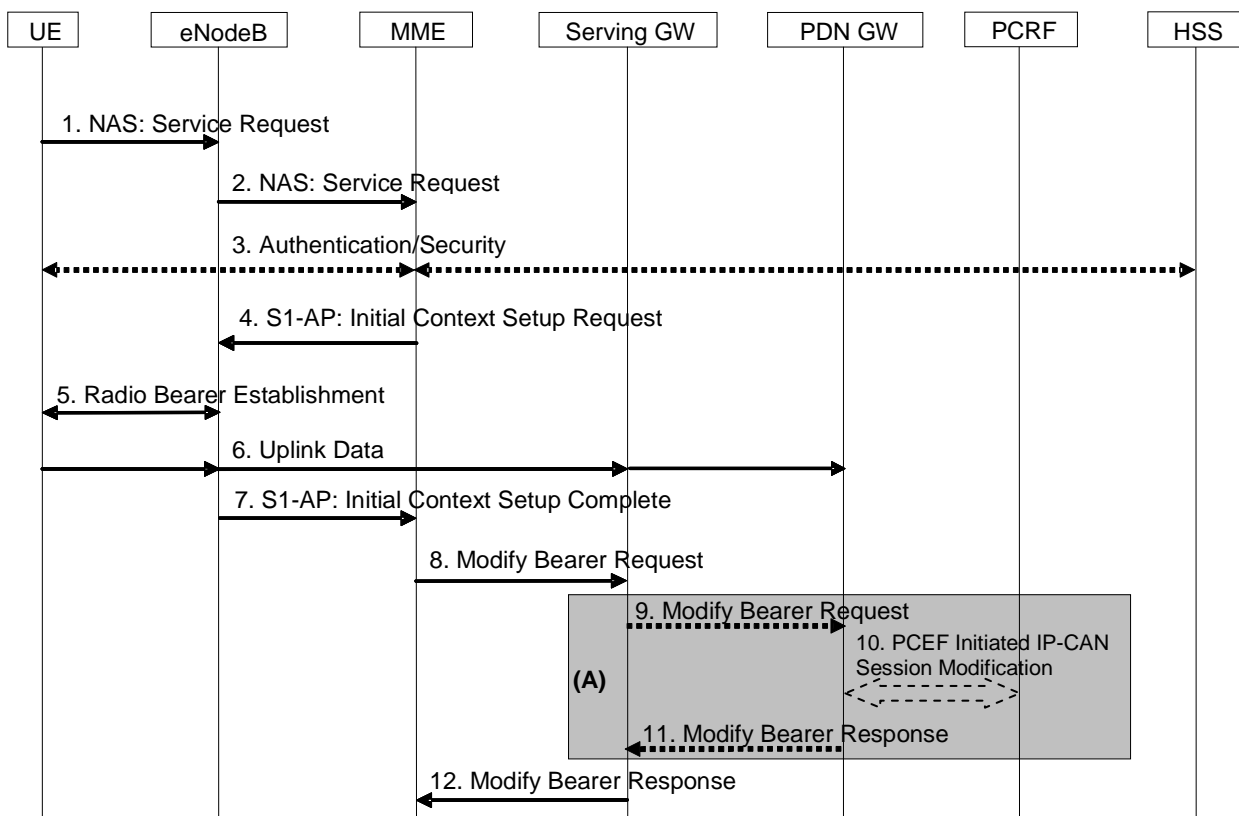 UE
eNodeB
MME
Serving GW
PDN GW
PCRF
HSS
1. NAS: Service Request
2. NAS: Service Request
3. Authentication/Security
4. S1-AP: Initial Context Setup Request
5. Radio Bearer Establishment
6. Uplink Data
7. S1-AP: Initial Context Setup Complete
8. Modify Bearer Request
9. Modify Bearer Request
10. PCEF Initiated IP-CAN
Session Modification
(A)
11. Modify Bearer Response
12. Modify Bearer Response